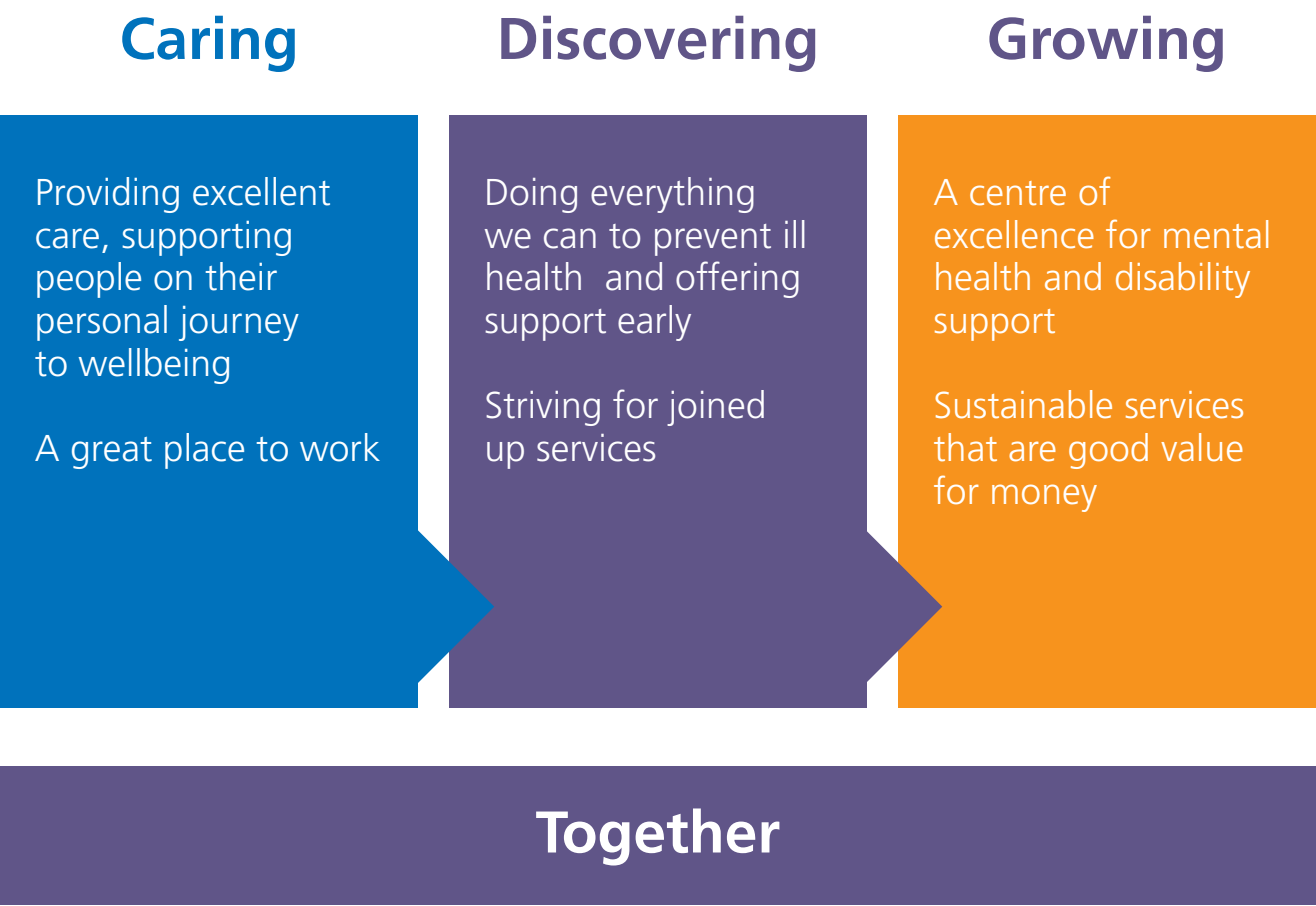 Caring
Providing excellent
care, supporting
people on their
personal journey
to wellbeing
A great place to work
Discovering
Doing everything
we can to prevent ill
health  and offering
support early
Striving for joined
up services
Growing
A centre of
excellence for mental
health and disability
support
Sustainable services
that are good value
for money
Together